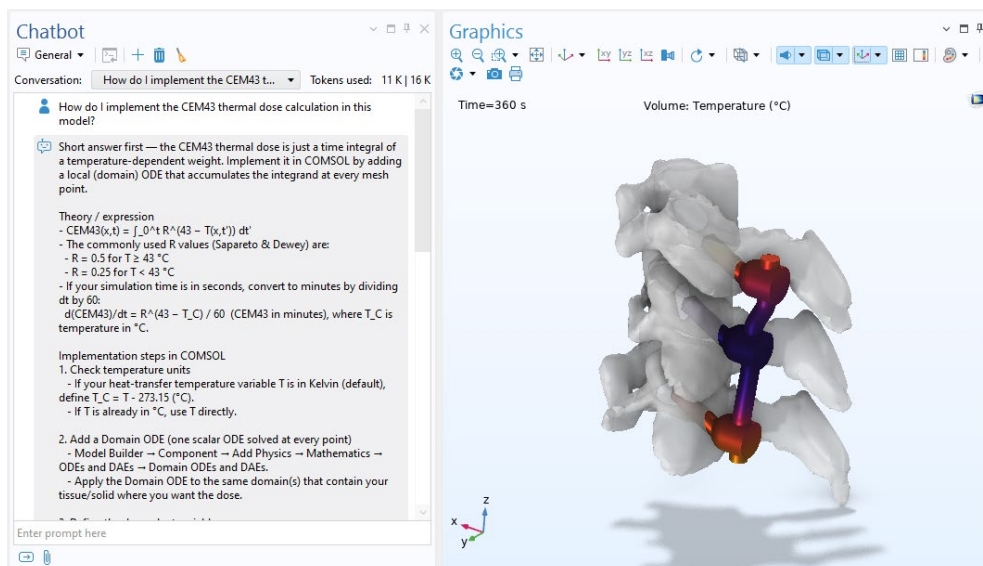 Chatbot
General
Conversation: How do I implement the CEM43 t... Tokens used: 11 K | 16 K
How do I implement the CEM43 thermal dose calculation in this
model?
Short answer first — the CEM43 thermal dose is just a time integral of
a temperature-dependent weight. Implement it in COMSOL by adding
a local (domain) ODE that accumulates the integrand at every mesh
point.
Theory / expression
- CEM43(x,t) = ∫_0^t R^(43 − T(x,t')) dt'
- The commonly used R values (Sapareto & Dewey) are:
- R = 0.5 for T ≥ 43 °C
- R = 0.25 for T < 43 °C
- If your simulation time is in seconds, convert to minutes by dividing
dt by 60:
d(CEM43)/dt = R^(43 − T_C) / 60 (CEM43 in minutes), where T_C is
temperature in °C.
Implementation steps in COMSOL
1. Check temperature units
- If your heat-transfer temperature variable T is in Kelvin (default),
define T_C = T - 273.15 (°C).
- If T is already in °C, use T directly.
2. Add a Domain ODE (one scalar ODE solved at every point)
- Model Builder → Component → Add Physics → Mathematics →
ODEs and DAEs → Domain ODEs and DAEs.
- Apply the Domain ODE to the same domain(s) that contain your
tissue/solid where you want the dose.
Enter prompt here
Graphics
xy yz xz
Time=360 s
Volume: Temperature (°C)
z
x
y